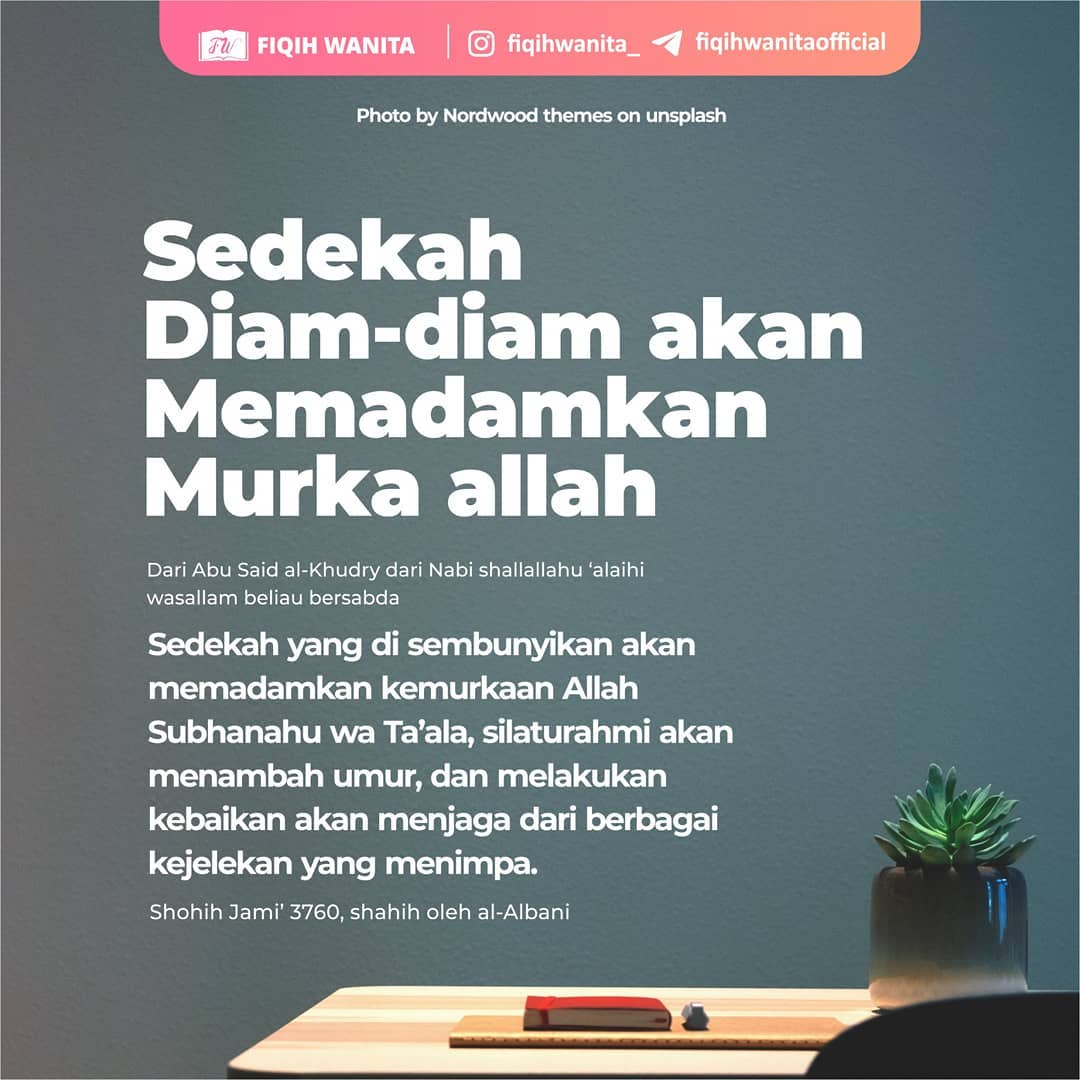 FW FIQIH WANITA fiqihwanita_ fiqihwanitaofficial
Photo by Nordwood themes on unsplash
Sedekah
Diam-diam akan
Memadamkan
Murka allah
Dari Abu Said al-Khudry dari Nabi shallallahu ‘alaihi
wasallam beliau bersabda
Sedekah yang di sembunyikan akan
memadamkan kemurkaan Allah
Subhanahu wa Ta’ala, silaturahmi akan
menambah umur, dan melakukan
kebaikan akan menjaga dari berbagai
kejelekan yang menimpa.
Shohih Jami’ 3760, shahih oleh al-Albani